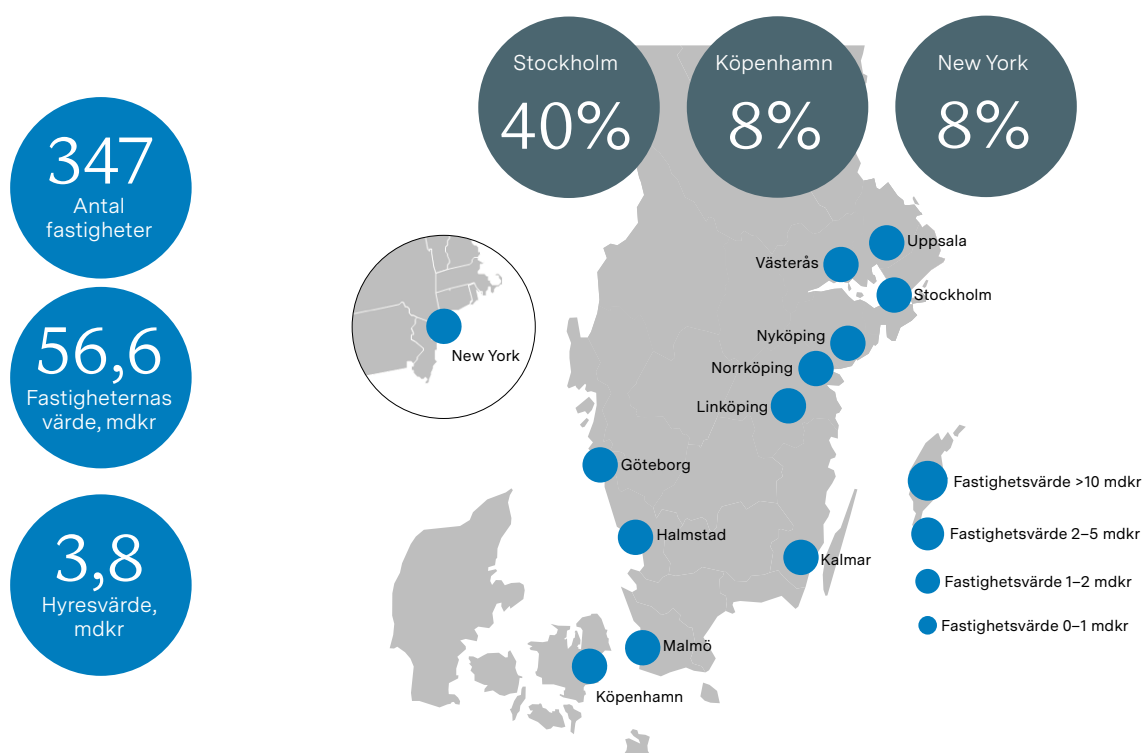 Stockholm
40%
Köpenhamn
8%
New York
8%
347
Antal
fastigheter
56,6
Fastigheternas
värde, mdkr
3,8
Hyresvärde,
mdkr
New York
Uppsala
Västerås
Stockholm
Nyköping
Norrköping
Linköping
Göteborg
Halmstad
Kalmar
Malmö
Köpenhamn
Fastighetsvärde >10 mdkr
Fastighetsvärde 2–5 mdkr
Fastighetsvärde 1–2 mdkr
Fastighetsvärde 0–1 mdkr